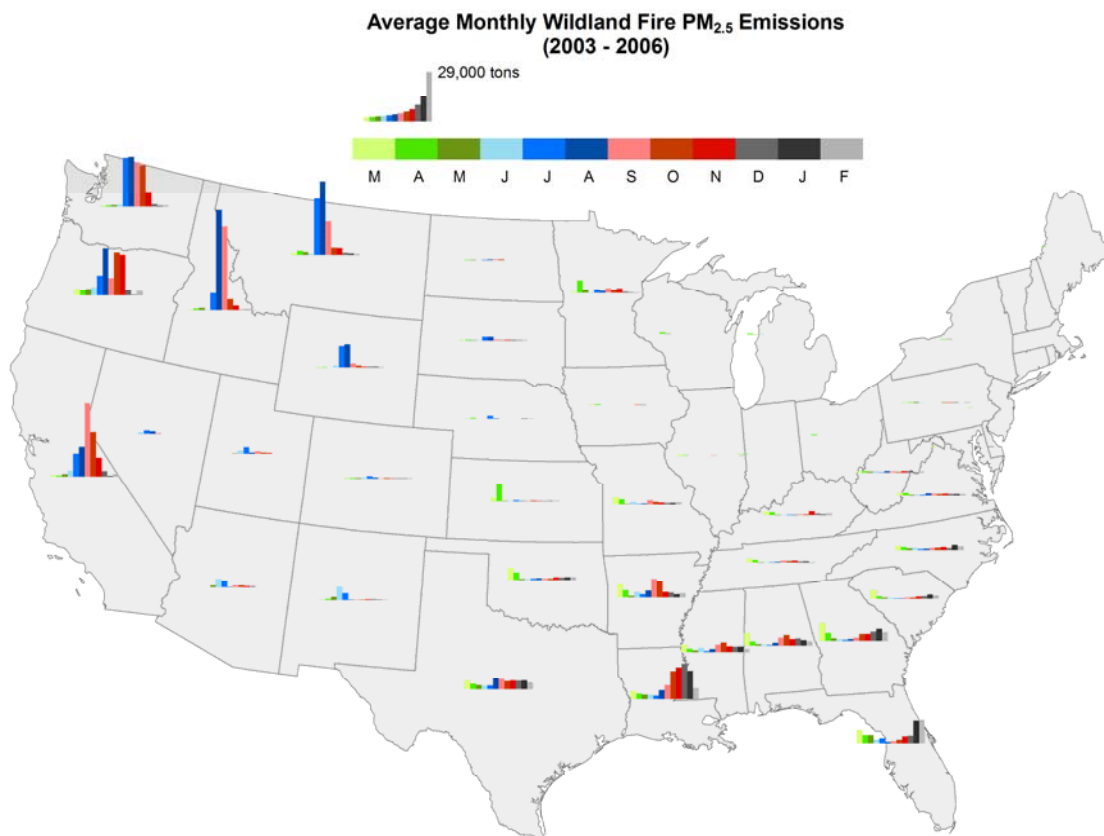 Average Monthly Wildland Fire PM2.5 Emissions
(2003 - 2006)
29,000 tons
M A M J J A S O N D J F